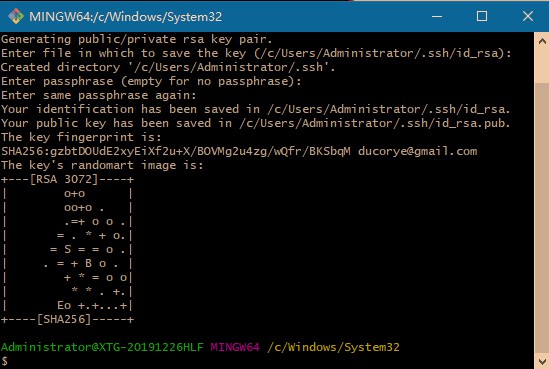 MINGW64:/c/Windows/System32
Generating public/private rsa key pair.
Enter file in which to save the key (/c/Users/Administrator/.ssh/id_rsa):
Created directory '/c/Users/Administrator/.ssh'.
Enter passphrase (empty for no passphrase):
Enter same passphrase again:
Your identification has been saved in /c/Users/Administrator/.ssh/id_rsa.
Your public key has been saved in /c/Users/Administrator/.ssh/id_rsa.pub.
The key fingerprint is:
SHA256:gzbtDOUdE2xyEiXf2u+X/BOVMg2u4zg/wQfr/BKSbqM ducorye@gmail.com
The key's randomart image is:
+---[RSA 3072]----+
|        o+o      |
|        oo+o .   |
|        .=+ o o .|
|       = . * + o.|
|      = S = = o .|
|     . = + B o . |
|        + * = o o|
|         * * . +.|
|       Eo +.+...+|
+----[SHA256]-----+
Administrator@XTG-20191226HLF MINGW64 /c/Windows/System32
$